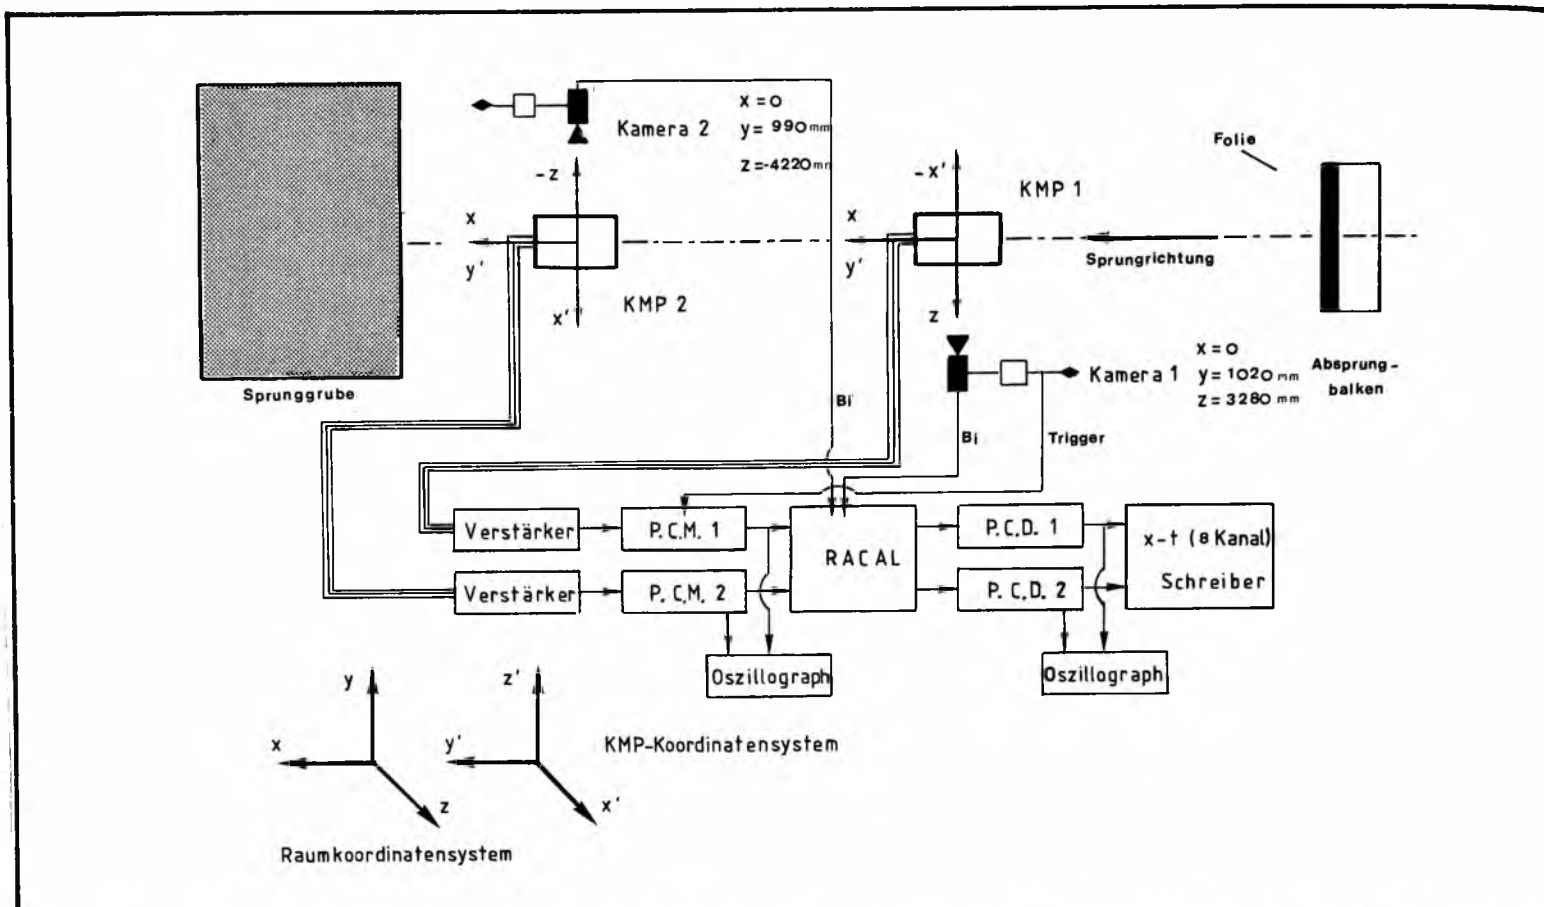 Kamera 2
x = 0
y = 990 mm
z = -4220 mm
-z
x
y'
x'
KMP 2
-x'
KMP 1
x
y'
z
Sprungrichtung
Folie
Absprung-
balken
Sprunggrube
Kamera 1
x = 0
y = 1020 mm
z = 3280 mm
Bi
Bi
Trigger
Verstärker
P.C.M. 1
RACAL
P.C.D. 1
x-t (8 Kanal)
Schreiber
Verstärker
P.C.M. 2
P.C.D. 2
Oszillograph
Oszillograph
y
x
z
Raumkoordinatensystem
z'
y'
x'
KMP-Koordinatensystem